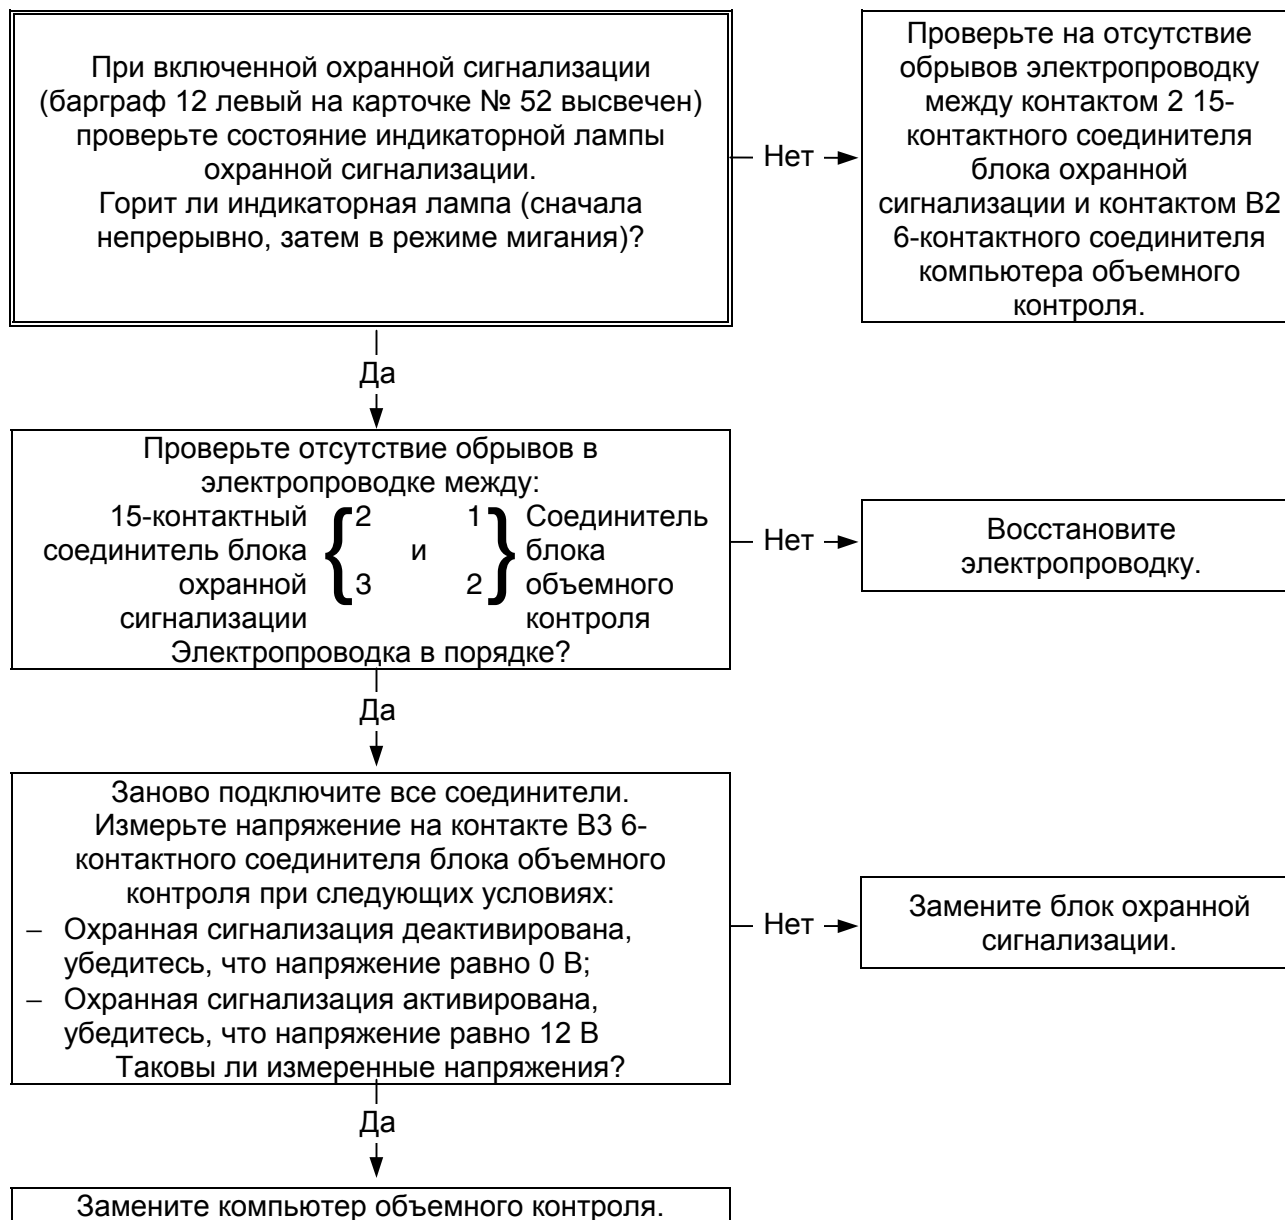 При включенной охранной сигнализации
(барграф 12 левый на карточке № 52 высвечен)
проверьте состояние индикаторной лампы
охранной сигнализации.
Горит ли индикаторная лампа (сначала
непрерывно, затем в режиме мигания)?
Нет
Проверьте на отсутствие
обрывов электропроводку
между контактом 2 15-
контактного соединителя
блока охранной
сигнализации и контактом В2
6-контактного соединителя
компьютера объемного
контроля.
Да
Проверьте отсутствие обрывов в
электропроводке между:
15-контактный { 2 1 } Соединитель
соединитель блока и блока
охранной 3 2 объемного
сигнализации контроля
Электропроводка в порядке?
Нет
Восстановите
электропроводку.
Да
Заново подключите все соединители.
Измерьте напряжение на контакте В3 6-
контактного соединителя блока объемного
контроля при следующих условиях:
– Охранная сигнализация деактивирована,
убедитесь, что напряжение равно 0 В;
– Охранная сигнализация активирована,
убедитесь, что напряжение равно 12 В
Таковы ли измеренные напряжения?
Нет
Замените блок охранной
сигнализации.
Да
Замените компьютер объемного контроля.